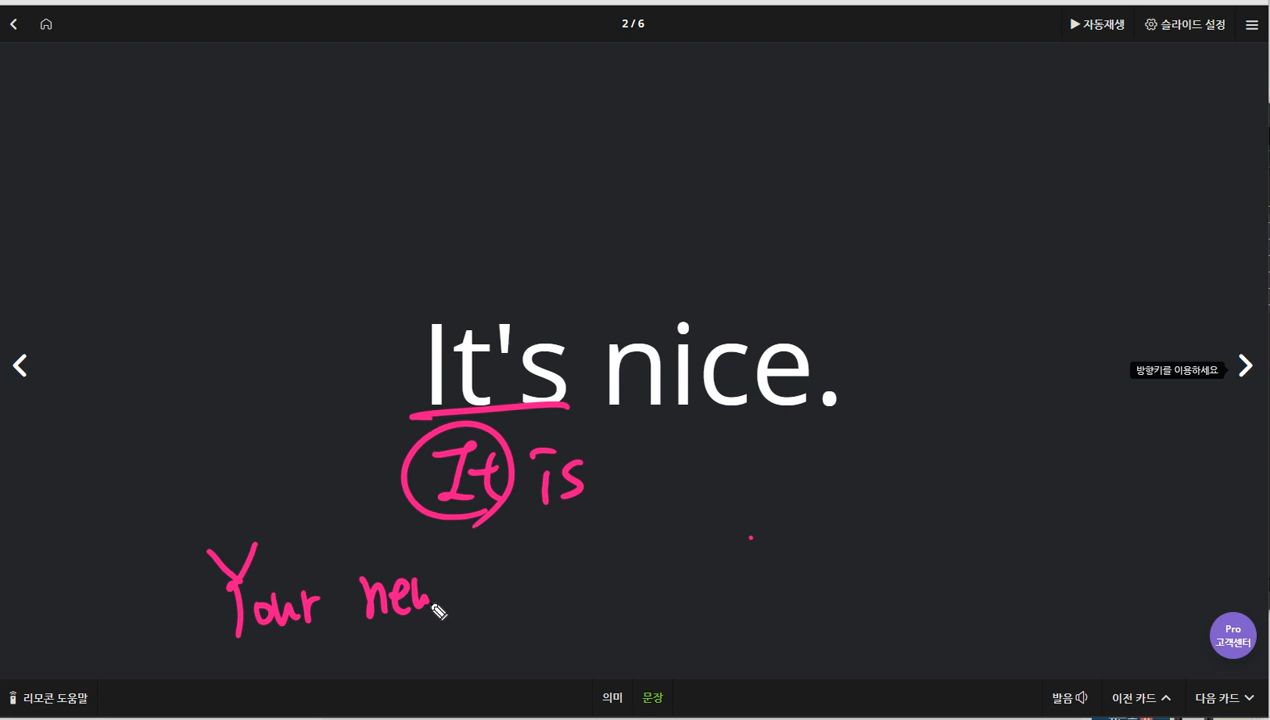 2 / 6
자동재생
슬라이드 설정
It's nice.
방향키를 이용하세요
It is
Your new
Pro
고객센터
리모콘 도움말
의미
문장
발음
이전 카드
다음 카드